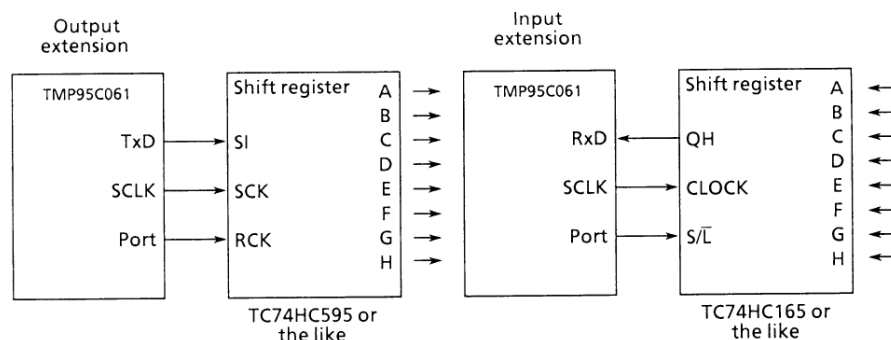 Output
extension
TMP95C061
TxD
SCLK
Port
Shift register
SI
SCK
RCK
A
B
C
D
E
F
G
H
TC74HC595 or
the like
Input
extension
TMP95C061
RxD
SCLK
Port
Shift register
QH
CLOCK
S/L̅
A
B
C
D
E
F
G
H
TC74HC165 or
the like